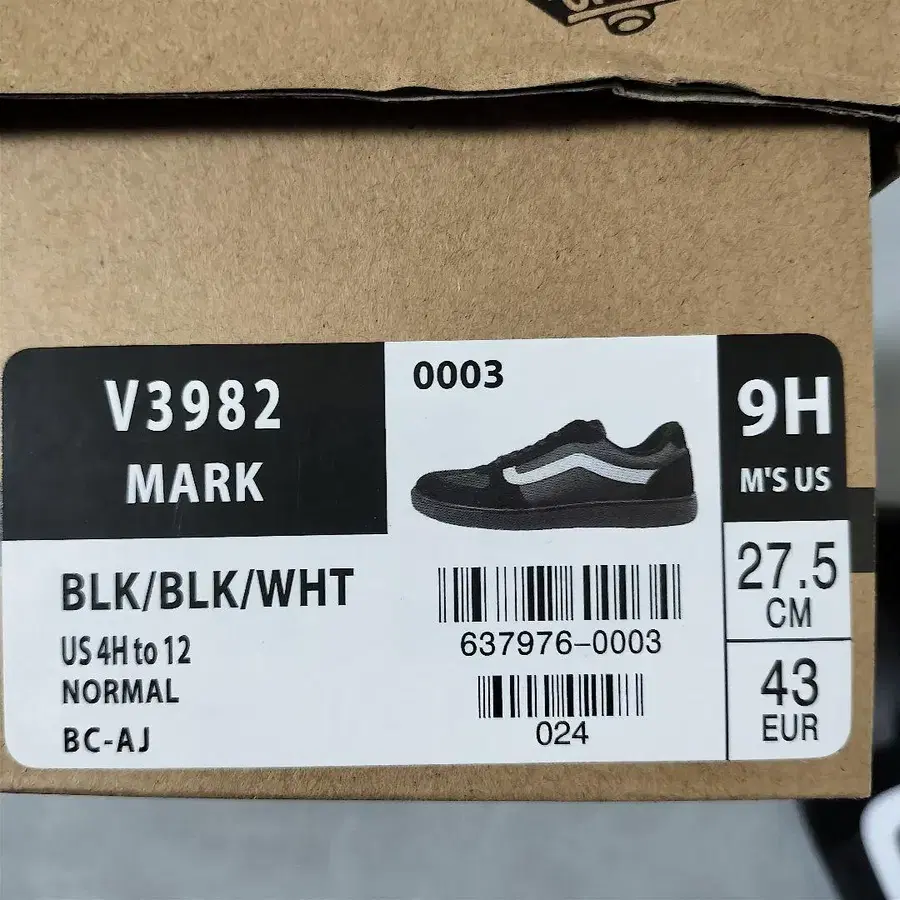 V3982
MARK
0003
9H
M'S US
BLK/BLK/WHT
US 4H to 12
NORMAL
BC-AJ
637976-0003
024
27.5
CM
43
EUR